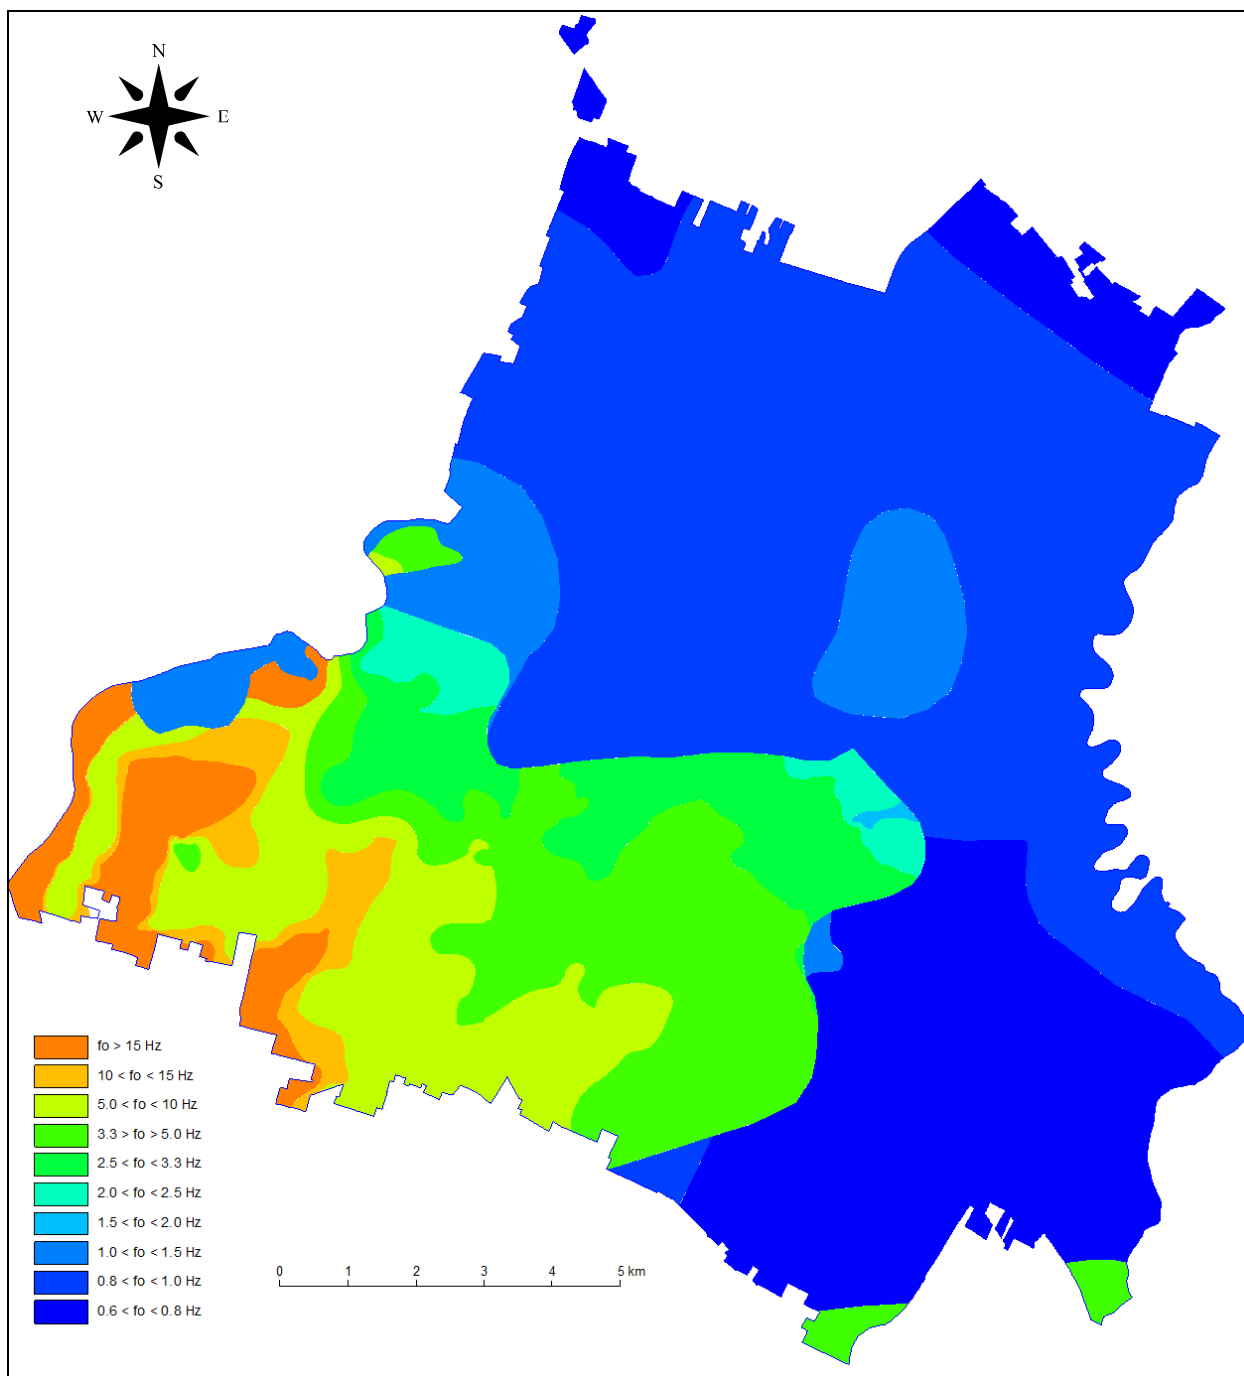 N
W E
S
fo > 15 Hz
10 < fo < 15 Hz
5.0 < fo < 10 Hz
3.3 > fo > 5.0 Hz
2.5 < fo < 3.3 Hz
2.0 < fo < 2.5 Hz
1.5 < fo < 2.0 Hz
1.0 < fo < 1.5 Hz
0.8 < fo < 1.0 Hz
0.6 < fo < 0.8 Hz
0 1 2 3 4 5 km